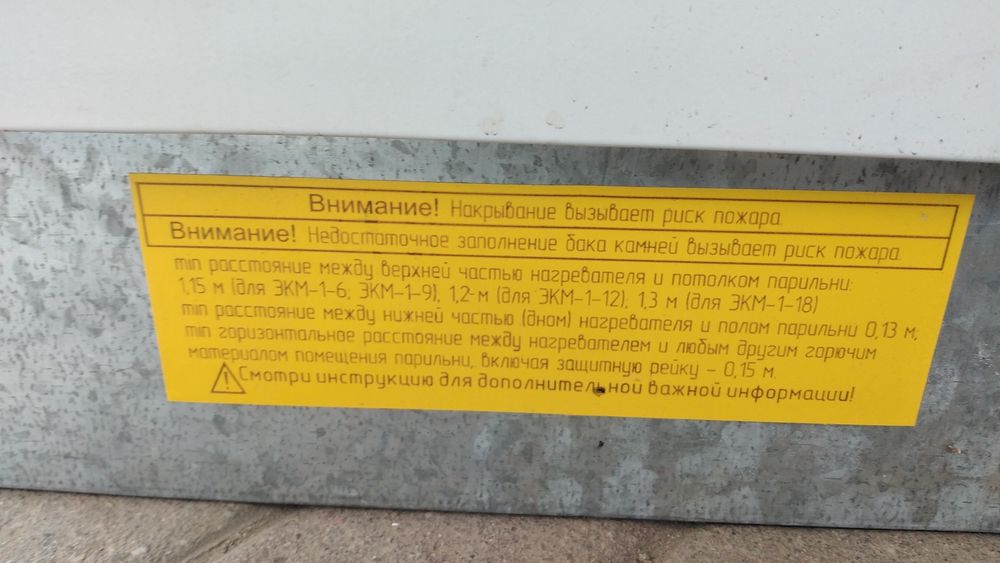 Внимание! Накрывание вызывает риск пожара.
Внимание! Недостаточное заполнение бака камней вызывает риск пожара.
min расстояние между верхней частью нагревателя и потолком парильни:
1,15 м (для ЭКМ-1-6, ЭКМ-1-9), 1,2-м (для ЭКМ-1-12), 1,3 м (для ЭКМ-1-18)
min расстояние между нижней частью (дном) нагревателя и полом парильни 0,13 м;
min горизонтальное расстояние между нагревателем и любым другим горючим
материалом помещения парильни, включая защитную рейку - 0,15 м.
Смотри инструкцию для дополнительной важной информации!